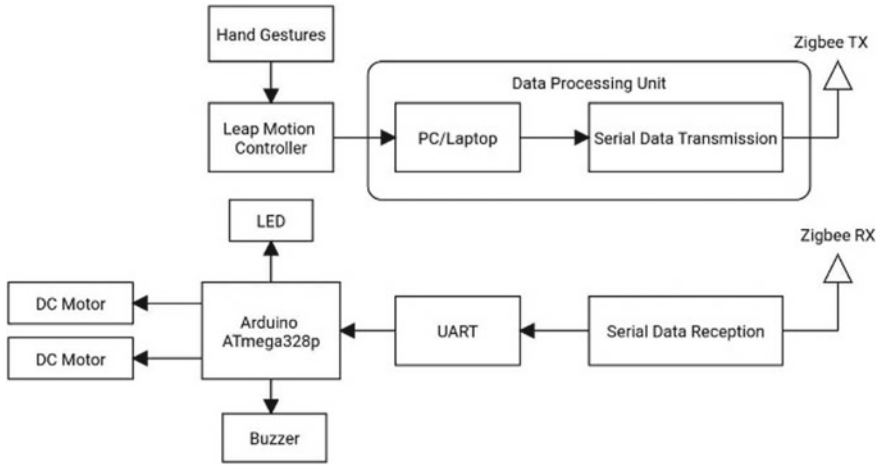 Hand Gestures
Zigbee TX
Data Processing Unit
Leap Motion
Controller
PC/Laptop
Serial Data Transmission
LED
Zigbee RX
DC Motor
Arduino
ATmega328p
UART
Serial Data Reception
DC Motor
Buzzer